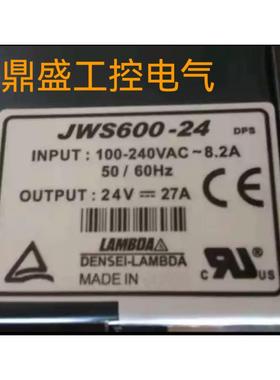 鼎盛工控电气
JWS600-24 DPS
INPUT : 100-240VAC ~ 8.2A
50 / 60Hz
OUTPUT : 24V ⎓ 27A
LAMBDA
DENSEI-LAMBDA
MADE IN
CE
c RU US